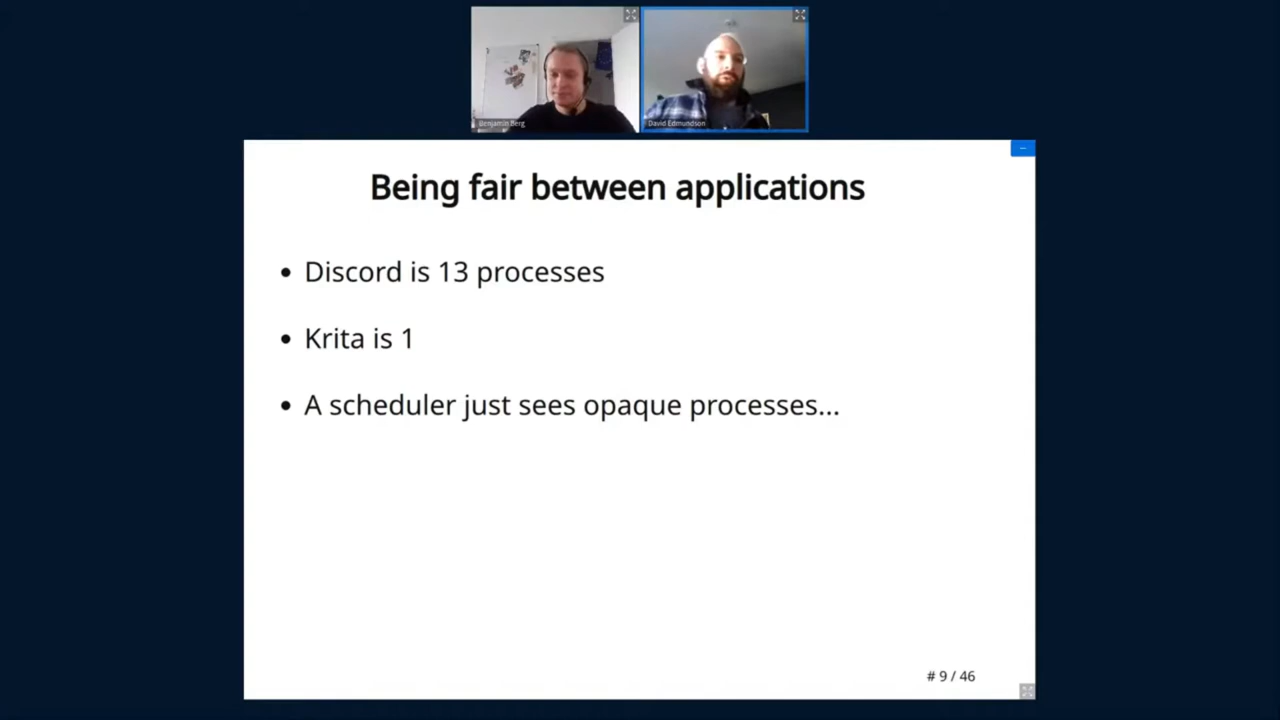 Benjamin Berg
David Edmundson
Being fair between applications
• Discord is 13 processes
• Krita is 1
• A scheduler just sees opaque processes...
# 9 / 46